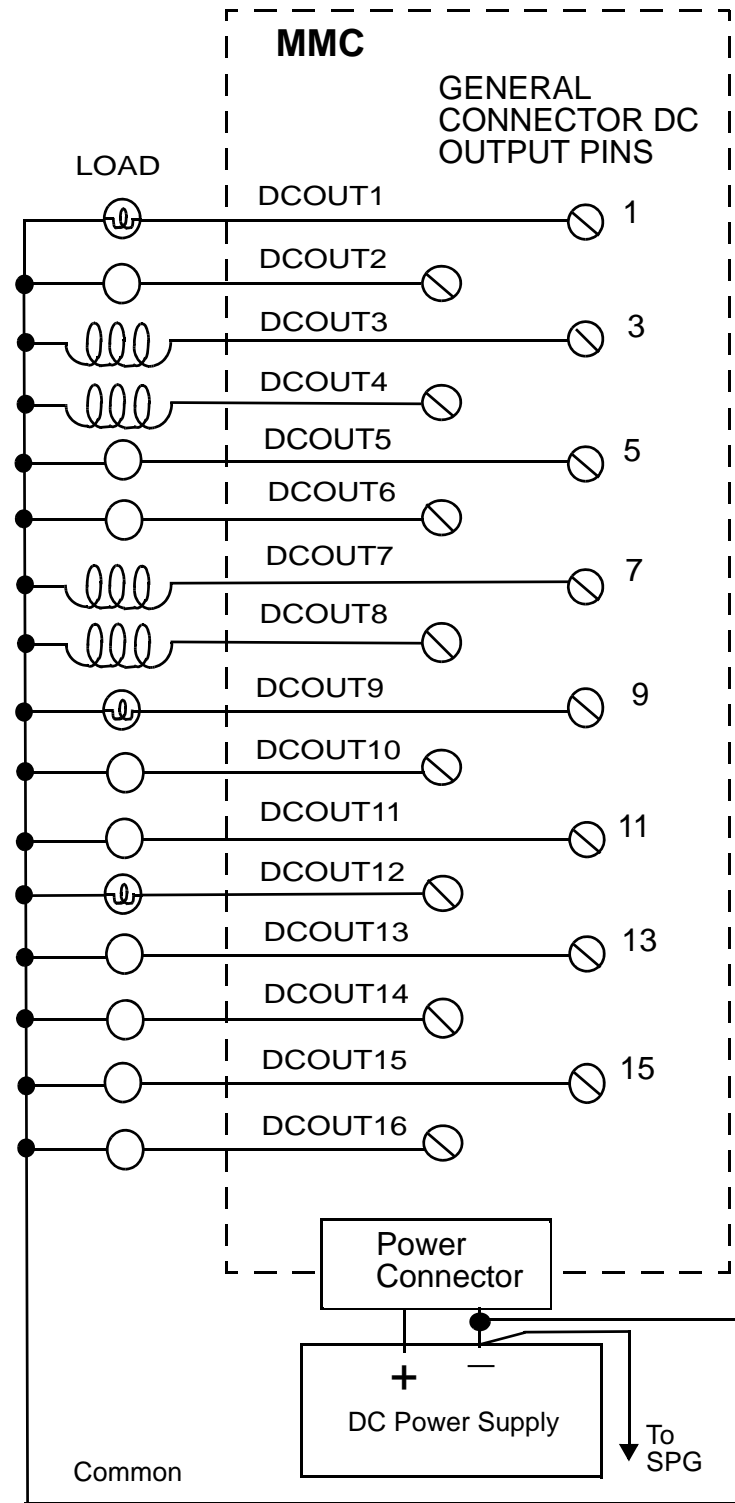 MMC
GENERAL
CONNECTOR DC
OUTPUT PINS
LOAD
DCOUT1
1
DCOUT2
DCOUT3
3
DCOUT4
DCOUT5
5
DCOUT6
DCOUT7
7
DCOUT8
DCOUT9
9
DCOUT10
DCOUT11
11
DCOUT12
DCOUT13
13
DCOUT14
DCOUT15
15
DCOUT16
Power
Connector
+ —
DC Power Supply
To
SPG
Common